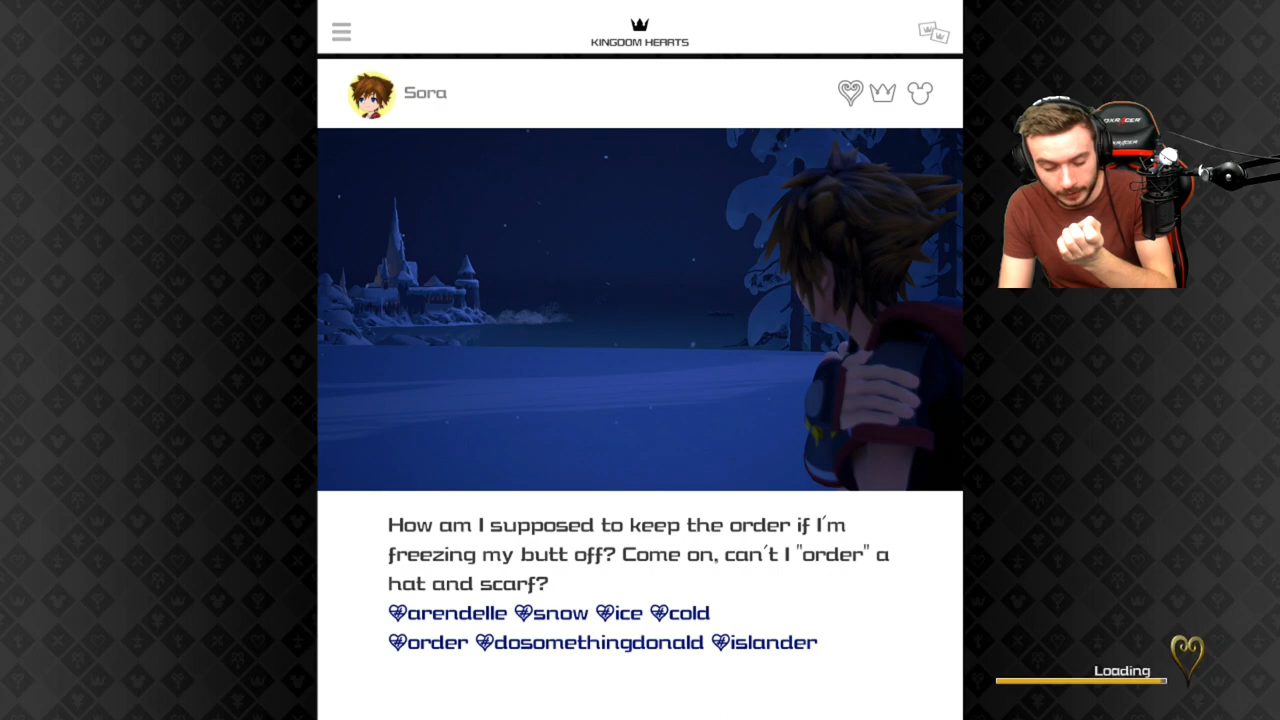 KINGDOM HEARTS
Sora
How am I supposed to keep the order if I'm
freezing my butt off? Come on, can't I "order" a
hat and scarf?
#arendelle #snow #ice #cold
#order #dosomethingdonald #islander
Loading
DXRACER